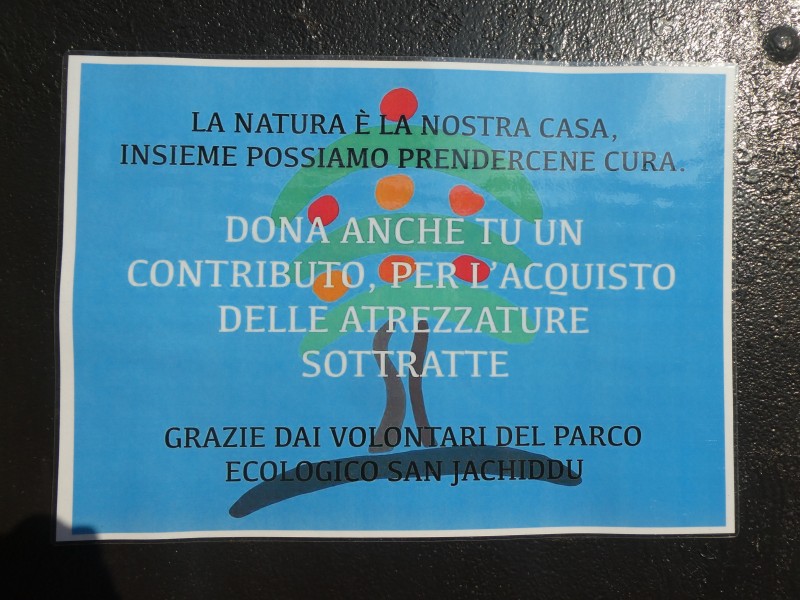 LA NATURA È LA NOSTRA CASA,
INSIEME POSSIAMO PRENDERCENE CURA.
DONA ANCHE TU UN
CONTRIBUTO, PER L'ACQUISTO
DELLE ATREZZATURE
SOTTRATTE
GRAZIE DAI VOLONTARI DEL PARCO
ECOLOGICO SAN JACHIDDU